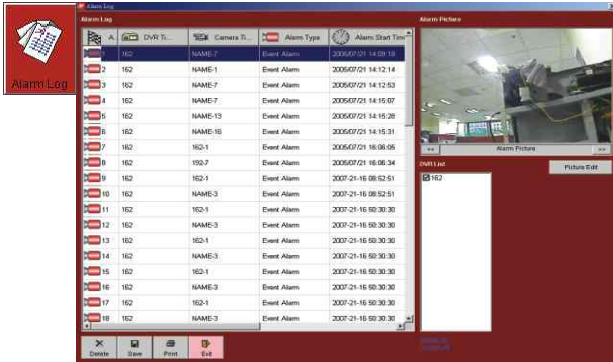 Alarm Log
Alarm Log
Alarm Log
Alarm Picture
A. DVR Ti... Camera Ti... Alarm Type Alarm Start Time
1 162 NAME-7 Event Alarm 2005/07/21 14:09:18
2 162 NAME-1 Event Alarm 2005/07/21 14:12:14
3 162 NAME-7 Event Alarm 2005/07/21 14:12:53
4 162 NAME-7 Event Alarm 2005/07/21 14:15:07
5 162 NAME-13 Event Alarm 2005/07/21 14:15:28
6 162 NAME-16 Event Alarm 2005/07/21 14:15:31
7 162 162-1 Event Alarm 2005/07/21 16:06:05
8 162 192-7 Event Alarm 2005/07/21 16:06:34
9 162 162-1 Event Alarm 2007-21-16 08:52:51
10 162 NAME-3 Event Alarm 2007-21-16 08:52:51
11 162 162-1 Event Alarm 2007-21-16 50:30:30
12 162 NAME-3 Event Alarm 2007-21-16 50:30:30
13 162 162-1 Event Alarm 2007-21-16 50:30:30
14 162 NAME-3 Event Alarm 2007-21-16 50:30:30
15 162 162-1 Event Alarm 2007-21-16 50:30:30
16 162 NAME-3 Event Alarm 2007-21-16 50:30:30
17 162 162-1 Event Alarm 2007-21-16 50:30:30
18 162 NAME-3 Event Alarm 2007-21-16 50:30:30
<< Alarm Picture >>
DVR List
Picture Edit
162
Delete Save Print Exit